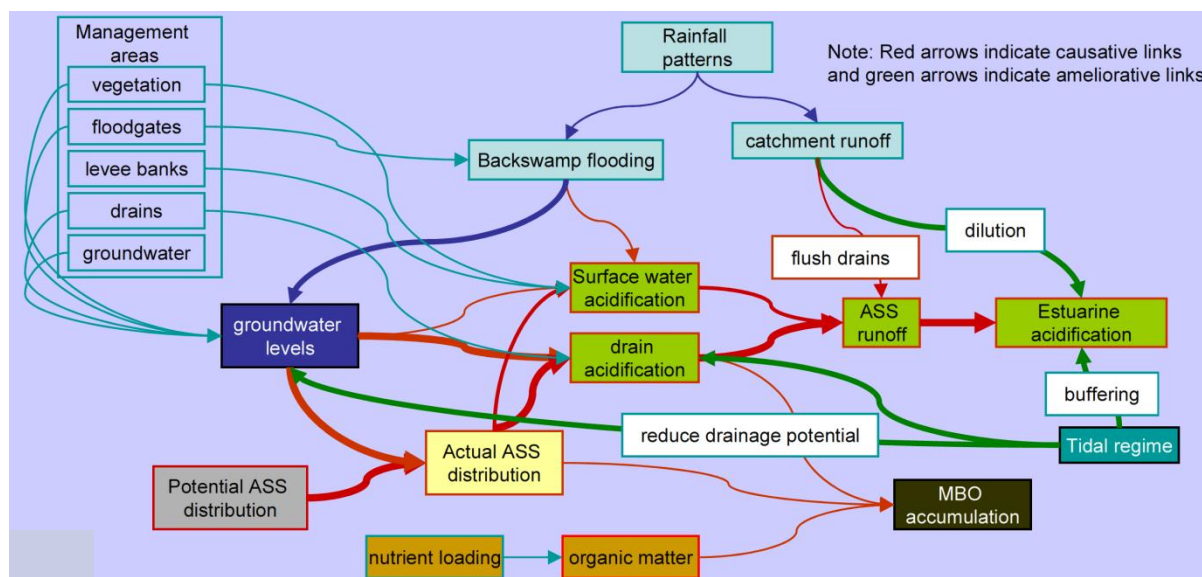 Management
areas
vegetation
floodgates
levee banks
drains
groundwater
Rainfall
patterns
Note: Red arrows indicate causative links
and green arrows indicate ameliorative links
Backswamp flooding
catchment runoff
dilution
flush drains
Surface water
acidification
groundwater
levels
drain
acidification
ASS
runoff
Estuarine
acidification
buffering
reduce drainage potential
Tidal regime
Actual ASS
distribution
Potential ASS
distribution
MBO
accumulation
nutrient loading
organic matter